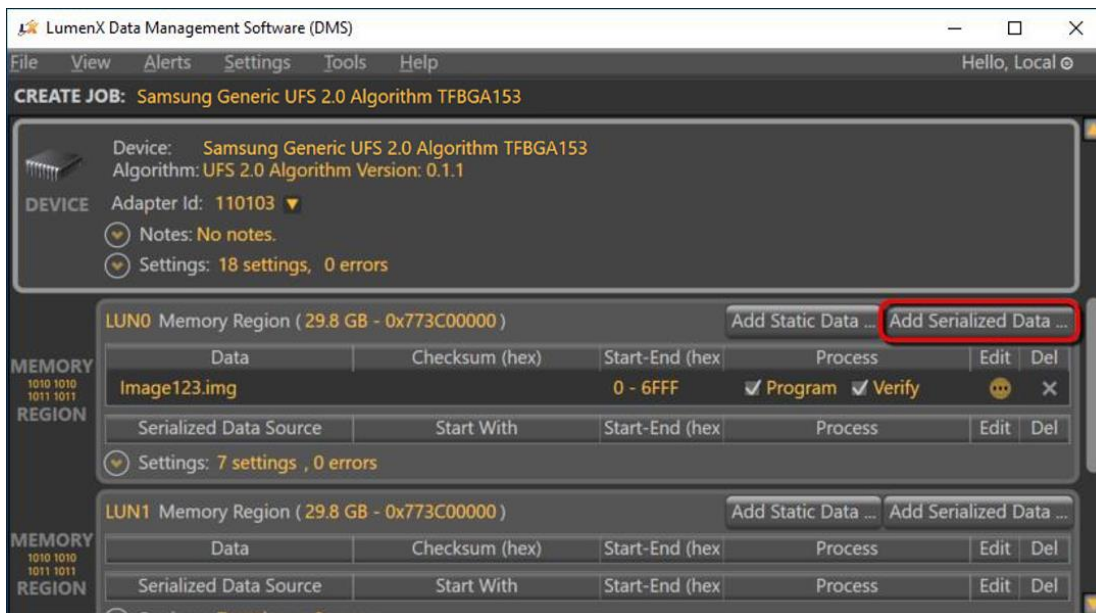 LumenX Data Management Software (DMS)
File View Alerts Settings Tools Help Hello, Local
CREATE JOB: Samsung Generic UFS 2.0 Algorithm TFBGA153
Device: Samsung Generic UFS 2.0 Algorithm TFBGA153
Algorithm: UFS 2.0 Algorithm Version: 0.1.1
DEVICE Adapter Id: 110103
Notes: No notes.
Settings: 18 settings, 0 errors
LUN0 Memory Region ( 29.8 GB - 0x773C00000 ) Add Static Data ... Add Serialized Data ...
MEMORY Data Checksum (hex) Start-End (hex Process Edit Del
1010 1010
1011 1011 Image123.img 0 - 6FFF Program Verify
REGION Serialized Data Source Start With Start-End (hex Process Edit Del
Settings: 7 settings , 0 errors
LUN1 Memory Region ( 29.8 GB - 0x773C00000 ) Add Static Data ... Add Serialized Data ...
MEMORY Data Checksum (hex) Start-End (hex Process Edit Del
1010 1010
1011 1011
REGION Serialized Data Source Start With Start-End (hex Process Edit Del